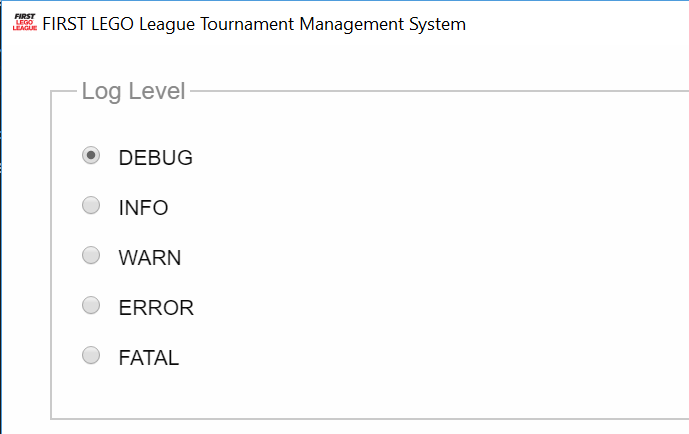 FIRST
LEGO
LEAGUE
FIRST LEGO League Tournament Management System
Log Level
DEBUG
INFO
WARN
ERROR
FATAL